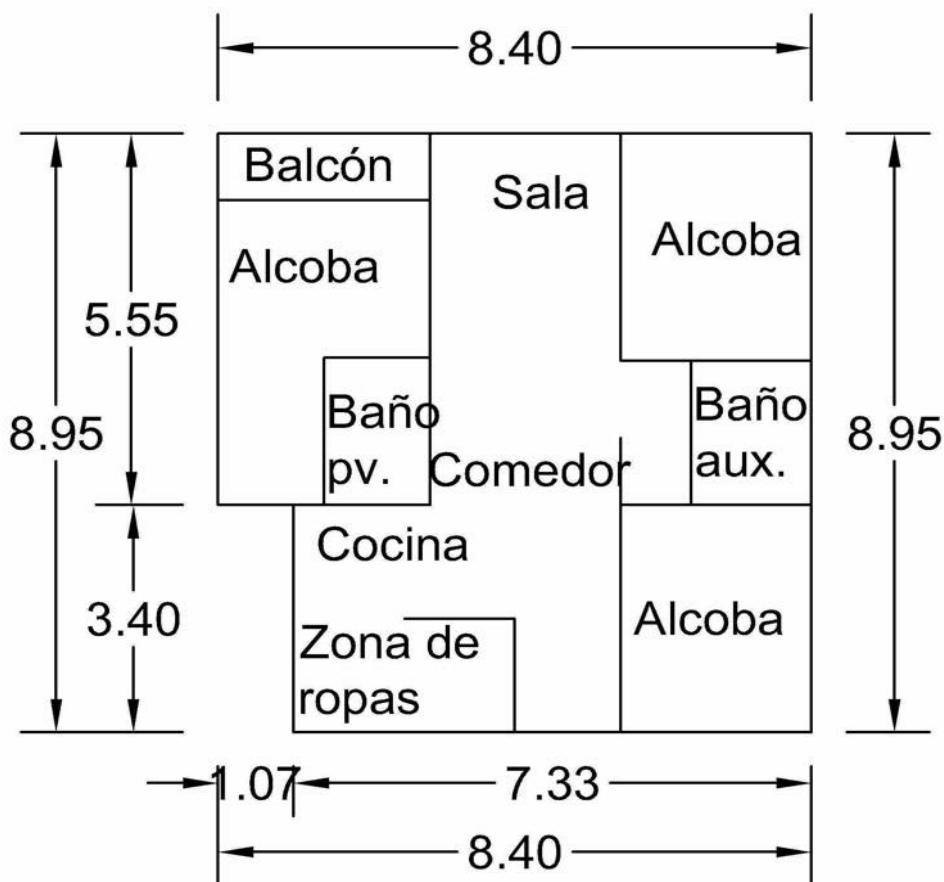 8.40
Balcón
Sala
Alcoba
Alcoba
5.55
8.95
8.95
Baño
pv.
Baño
aux.
Comedor
Cocina
3.40
Zona de
ropas
Alcoba
1.07
7.33
8.40